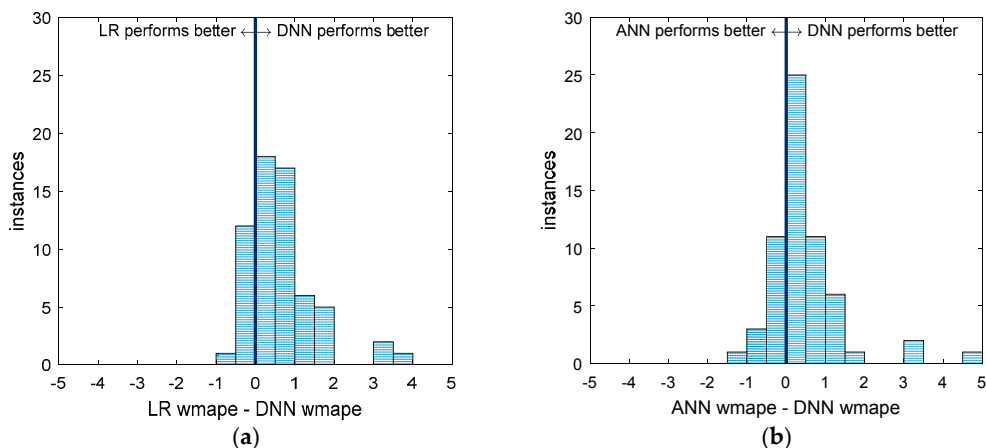 LR performs better ↔ DNN performs better
30
25
20
15
10
5
0
instances
-5 -4 -3 -2 -1 0 1 2 3 4 5
LR wmape - DNN wmape
(a)
ANN performs better ↔ DNN performs better
30
25
20
15
10
5
0
instances
-5 -4 -3 -2 -1 0 1 2 3 4 5
ANN wmape - DNN wmape
(b)